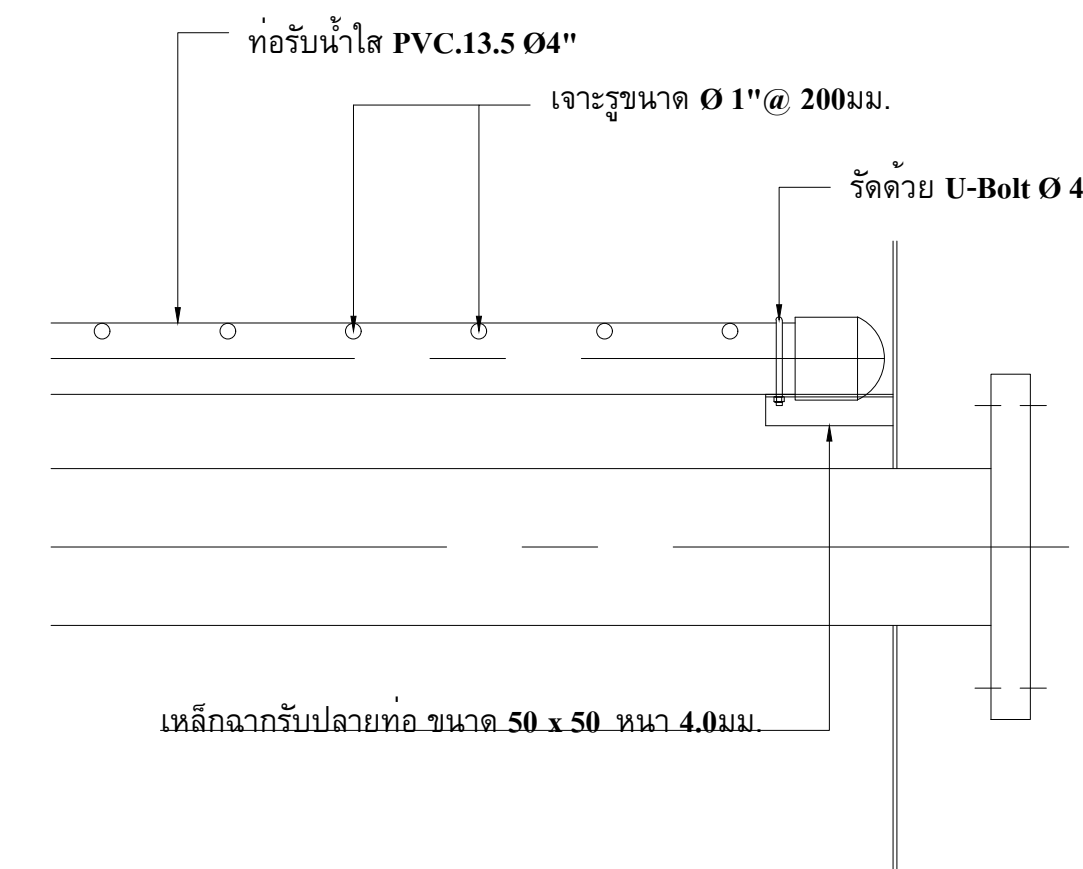 ท่อรับน้ำใส PVC.13.5 Ø4"
เจาะรูขนาด Ø 1"@ 200มม.
รัดด้วย U-Bolt Ø 4
เหล็กฉากรับปลายท่อ ขนาด 50 x 50 หนา 4.0มม.